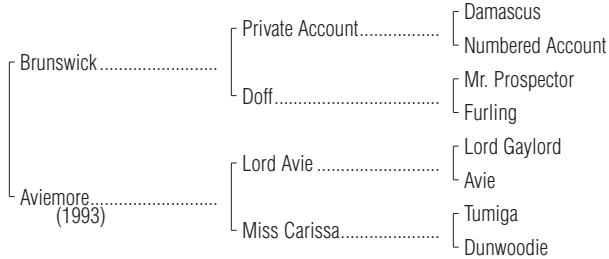 Damascus
Private Account..................
Numbered Account
Brunswick..........................
Mr. Prospector
Doff.....................................
Furling
Lord Gaylord
Lord Avie ...........................
Avie
Aviemore............................
(1993)
Tumiga
Miss Carissa......................
Dunwoodie